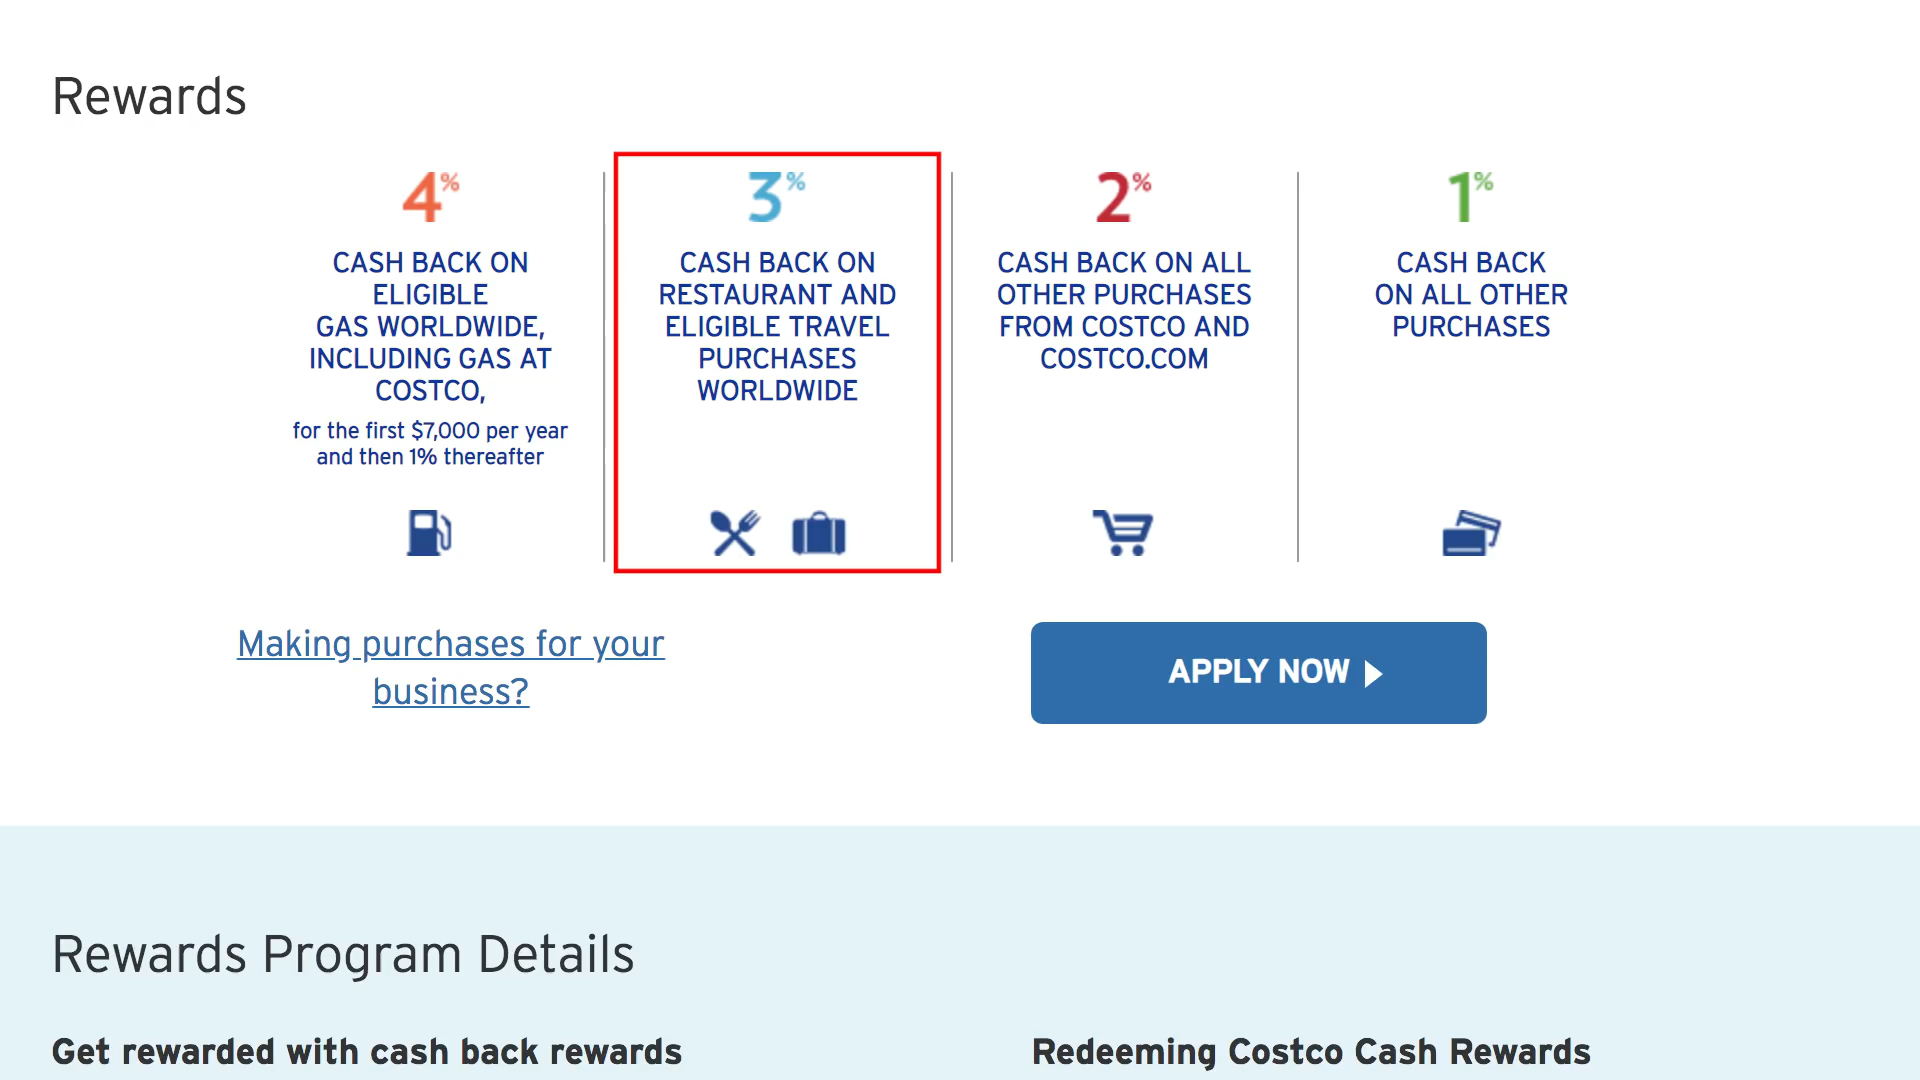 Rewards
4%
CASH BACK ON
ELIGIBLE
GAS WORLDWIDE,
INCLUDING GAS AT
COSTCO,
for the first $7,000 per year
and then 1% thereafter
3%
CASH BACK ON
RESTAURANT AND
ELIGIBLE TRAVEL
PURCHASES
WORLDWIDE
2%
CASH BACK ON ALL
OTHER PURCHASES
FROM COSTCO AND
COSTCO.COM
1%
CASH BACK
ON ALL OTHER
PURCHASES
Making purchases for your
business?
APPLY NOW
Rewards Program Details
Get rewarded with cash back rewards
Redeeming Costco Cash Rewards